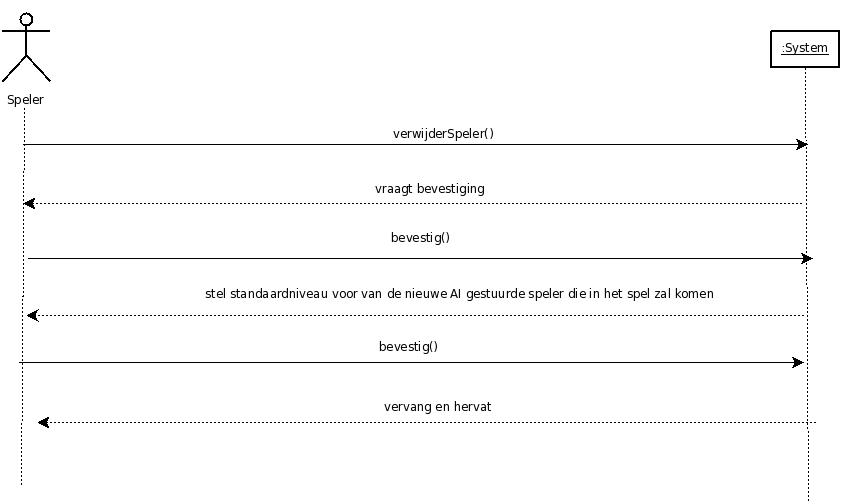 :System
Speler
verwijderSpeler()
vraagt bevestiging
bevestig()
stel standaardniveau voor van de nieuwe AI gestuurde speler die in het spel zal komen
bevestig()
vervang en hervat